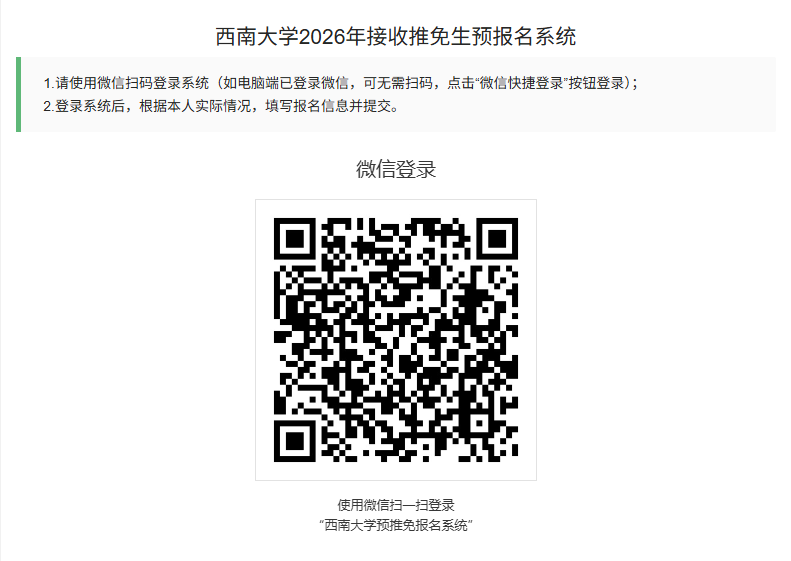 西南大学2026年接收推免生预报名系统
1.请使用微信扫码登录系统（如电脑端已登录微信，可无需扫码，点击“微信快捷登录”按钮登录）；
2.登录系统后，根据本人实际情况，填写报名信息并提交。
微信登录
使用微信扫一扫登录
“西南大学预推免报名系统”